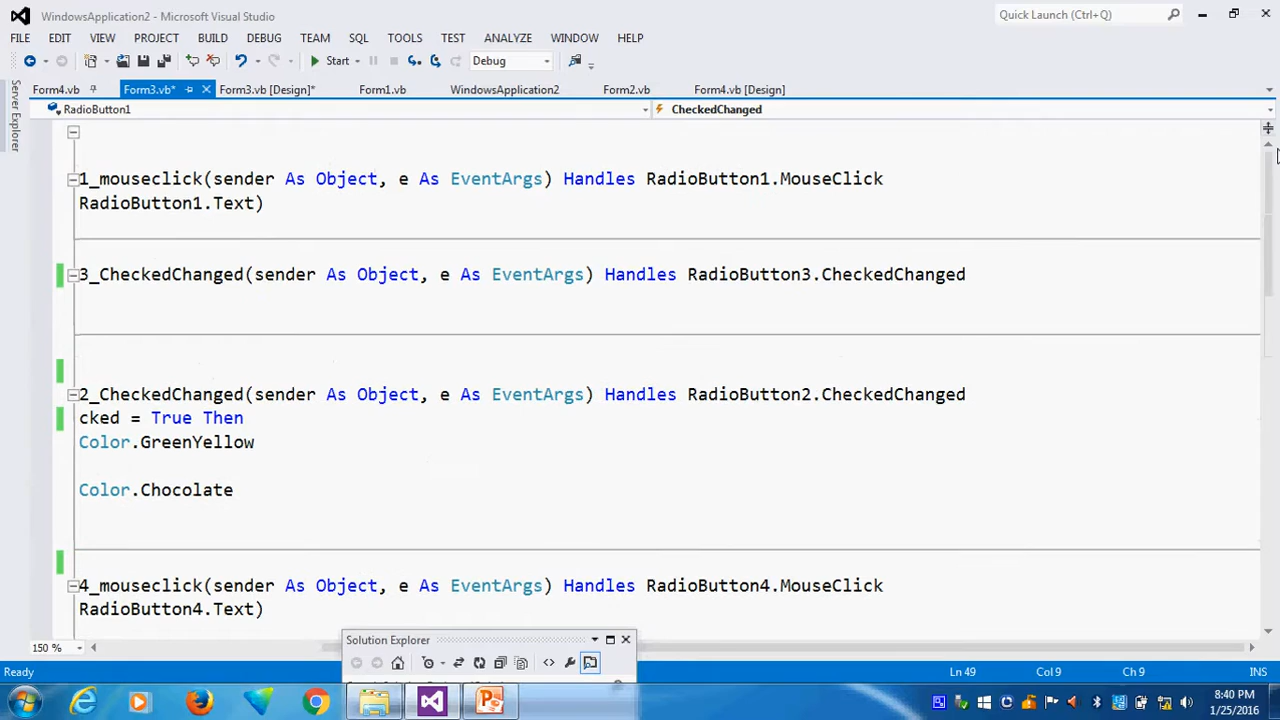 WindowsApplication2 - Microsoft Visual Studio
Quick Launch (Ctrl+Q)
FILE EDIT VIEW PROJECT BUILD DEBUG TEAM SQL TOOLS TEST ANALYZE WINDOW HELP
Start Debug
Form4.vb Form3.vb* Form3.vb [Design]* Form1.vb WindowsApplication2 Form2.vb Form4.vb [Design]
Server Explorer
RadioButton1 CheckedChanged
1_mouseclick(sender As Object, e As EventArgs) Handles RadioButton1.MouseClick
RadioButton1.Text)
3_CheckedChanged(sender As Object, e As EventArgs) Handles RadioButton3.CheckedChanged
2_CheckedChanged(sender As Object, e As EventArgs) Handles RadioButton2.CheckedChanged
cked = True Then
Color.GreenYellow
Color.Chocolate
4_mouseclick(sender As Object, e As EventArgs) Handles RadioButton4.MouseClick
RadioButton4.Text)
Solution Explorer
150 %
Ready Ln 49 Col 9 Ch 9 INS
8:40 PM
1/25/2016